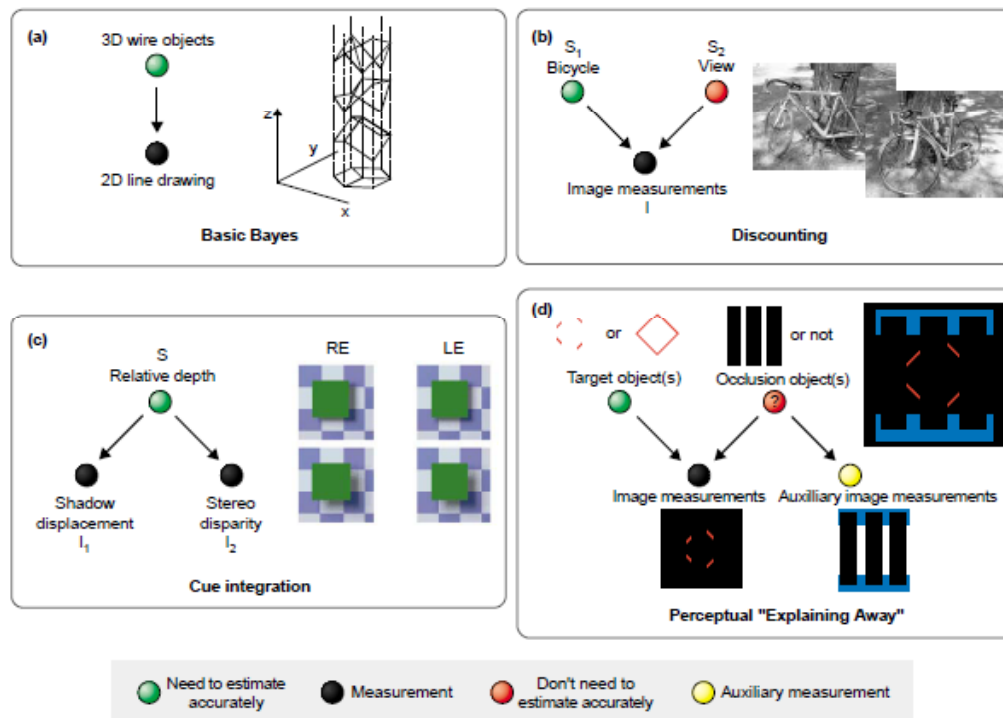 (a)
3D wire objects
2D line drawing
z
y
x
Basic Bayes
(b)
S1
Bicycle
S2
View
Image measurements
I
Discounting
(c)
S
Relative depth
RE
LE
Shadow
displacement
I1
Stereo
disparity
I2
Cue integration
(d)
or
or not
Target object(s)
Occlusion object(s)
?
Image measurements
Auxilliary image measurements
Perceptual "Explaining Away"
Need to estimate
accurately
Measurement
Don't need to
estimate accurately
Auxiliary measurement